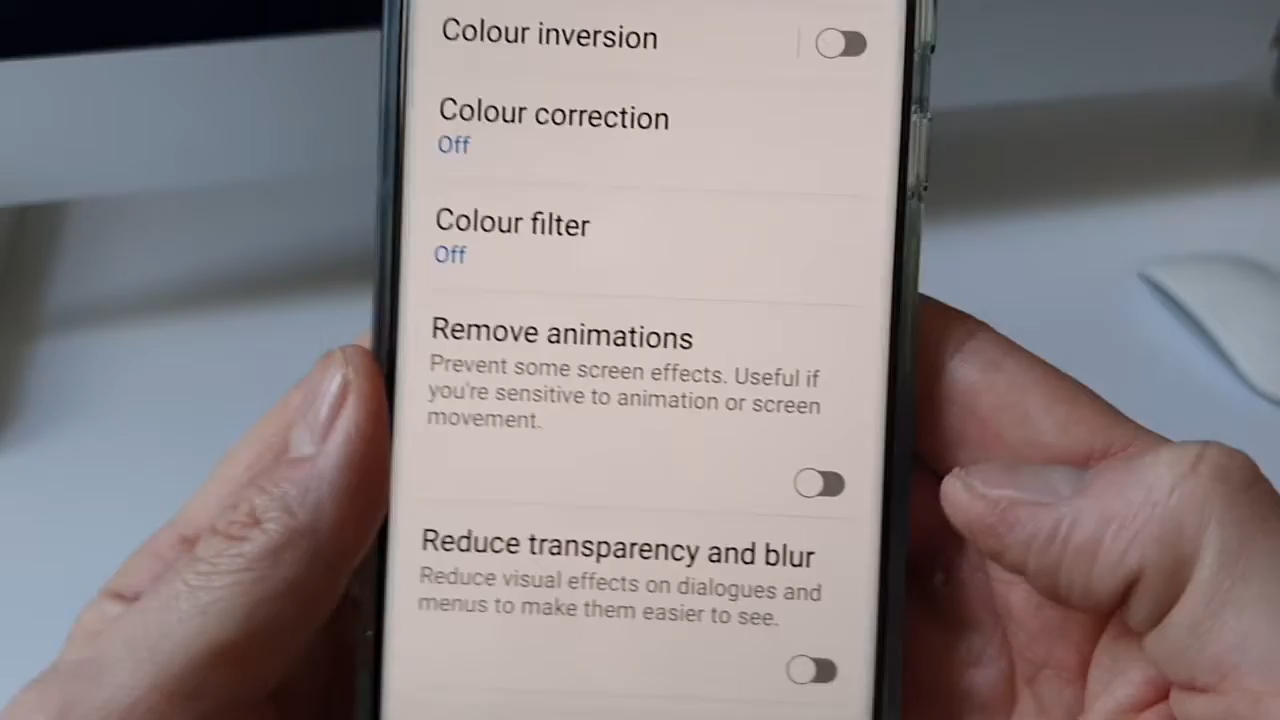 Colour inversion
Colour correction
Off
Colour filter
Off
Remove animations
Prevent some screen effects. Useful if
you're sensitive to animation or screen
movement.
Reduce transparency and blur
Reduce visual effects on dialogues and
menus to make them easier to see.